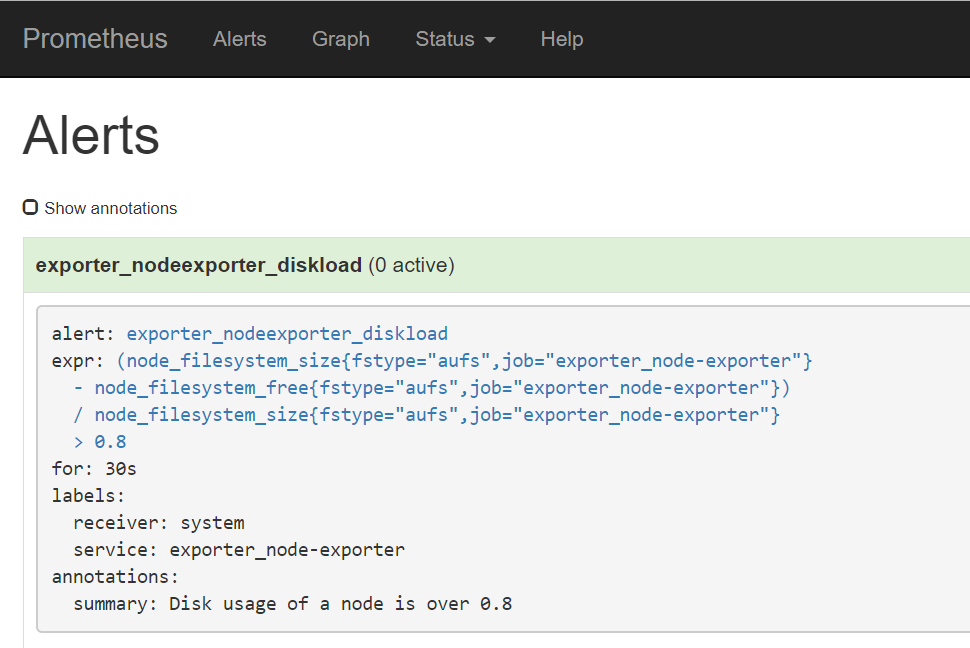 Prometheus Alerts Graph Status Help
Alerts
Show annotations
exporter_nodeexporter_diskload (0 active)
alert: exporter_nodeexporter_diskload
expr: (node_filesystem_size{fstype="aufs",job="exporter_node-exporter"}
  - node_filesystem_free{fstype="aufs",job="exporter_node-exporter"})
  / node_filesystem_size{fstype="aufs",job="exporter_node-exporter"}
  > 0.8
for: 30s
labels:
  receiver: system
  service: exporter_node-exporter
annotations:
  summary: Disk usage of a node is over 0.8